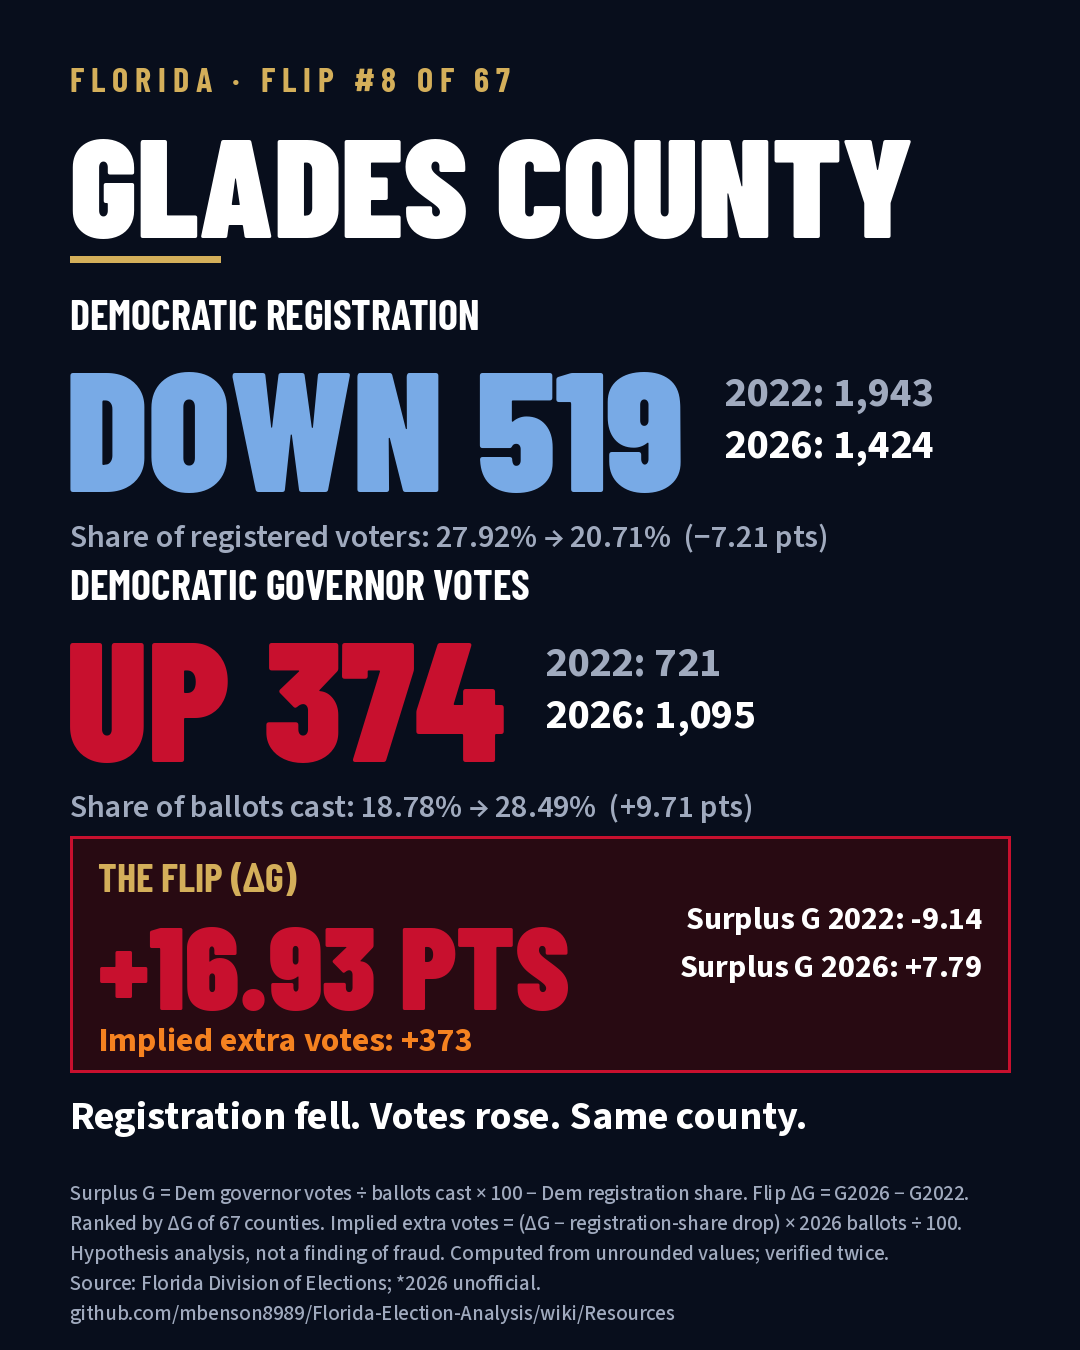 FLORIDA · FLIP #8 OF 67
GLADES COUNTY
DEMOCRATIC REGISTRATION
DOWN 519
2022: 1,943
2026: 1,424
Share of registered voters: 27.92% → 20.71% (−7.21 pts)
DEMOCRATIC GOVERNOR VOTES
UP 374
2022: 721
2026: 1,095
Share of ballots cast: 18.78% → 28.49% (+9.71 pts)
THE FLIP (ΔG)
+16.93 PTS
Surplus G 2022: -9.14
Surplus G 2026: +7.79
Implied extra votes: +373
Registration fell. Votes rose. Same county.
Surplus G = Dem governor votes ÷ ballots cast × 100 − Dem registration share. Flip ΔG = G2026 − G2022.
Ranked by ΔG of 67 counties. Implied extra votes = (ΔG − registration-share drop) × 2026 ballots ÷ 100.
Hypothesis analysis, not a finding of fraud. Computed from unrounded values; verified twice.
Source: Florida Division of Elections; *2026 unofficial.
github.com/mbenson8989/Florida-Election-Analysis/wiki/Resources